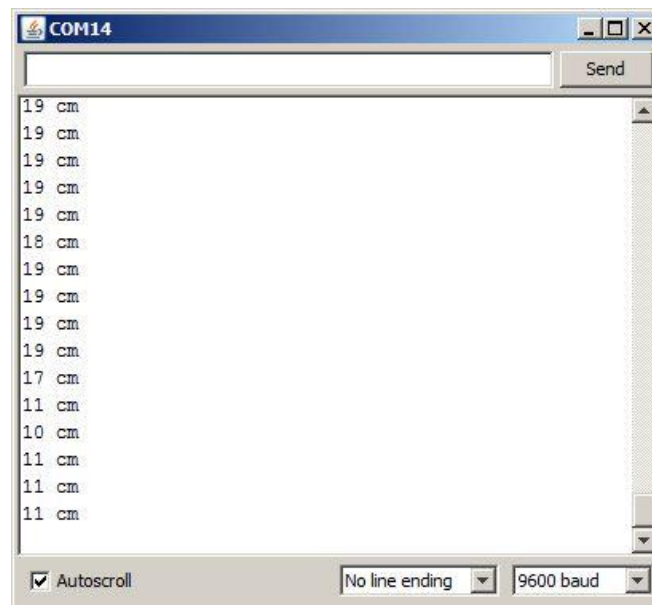 COM14
Send
19 cm
19 cm
19 cm
19 cm
19 cm
18 cm
19 cm
19 cm
19 cm
19 cm
17 cm
11 cm
10 cm
11 cm
11 cm
11 cm
Autoscroll
No line ending
9600 baud